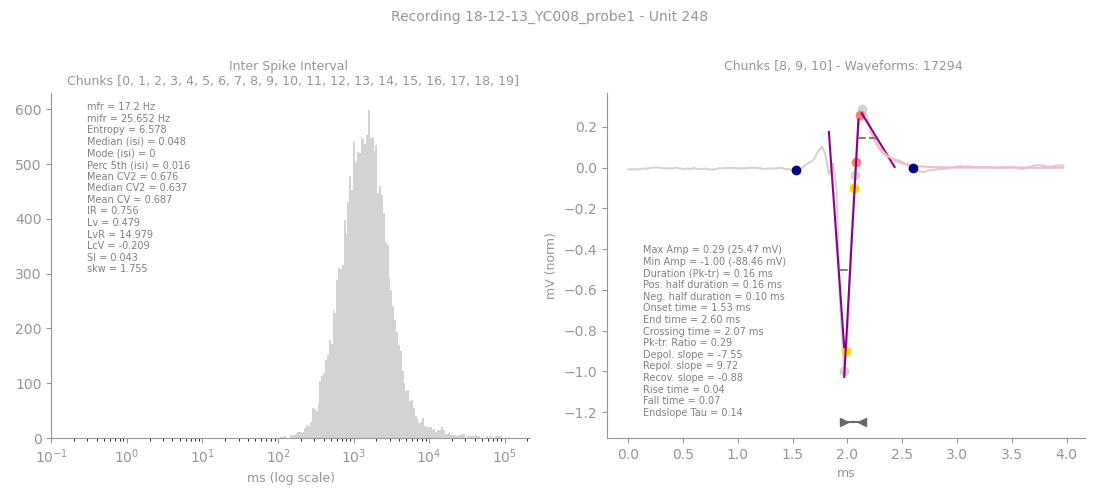 Recording 18-12-13_YC008_probe1 - Unit 248
Inter Spike Interval
Chunks [0, 1, 2, 3, 4, 5, 6, 7, 8, 9, 10, 11, 12, 13, 14, 15, 16, 17, 18, 19]
600
500
400
300
200
100
0
mfr = 17.2 Hz
mifr = 25.652 Hz
Entropy = 6.578
Median (isi) = 0.048
Mode (isi) = 0
Perc 5th (isi) = 0.016
Mean CV2 = 0.676
Median CV2 = 0.637
Mean CV = 0.687
IR = 0.756
Lv = 0.479
LvR = 14.979
LcV = -0.209
SI = 0.043
skw = 1.755
10⁻¹ 10⁰ 10¹ 10² 10³ 10⁴ 10⁵
ms (log scale)
Chunks [8, 9, 10] - Waveforms: 17294
mV (norm)
0.2
0.0
−0.2
−0.4
−0.6
−0.8
−1.0
−1.2
Max Amp = 0.29 (25.47 mV)
Min Amp = -1.00 (-88.46 mV)
Duration (Pk-tr) = 0.16 ms
Pos. half duration = 0.16 ms
Neg. half duration = 0.10 ms
Onset time = 1.53 ms
End time = 2.60 ms
Crossing time = 2.07 ms
Pk-tr. Ratio = 0.29
Depol. slope = -7.55
Repol. slope = 9.72
Recov. slope = -0.88
Rise time = 0.04
Fall time = 0.07
Endslope Tau = 0.14
0.0 0.5 1.0 1.5 2.0 2.5 3.0 3.5 4.0
ms